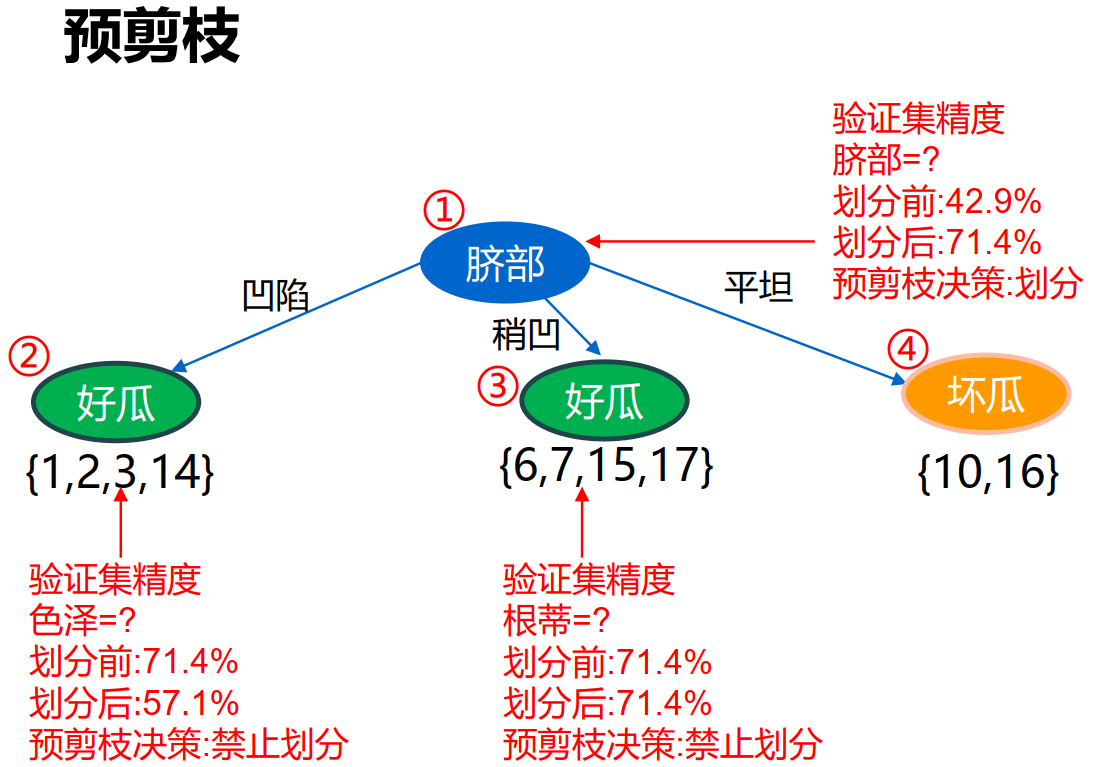 预剪枝
验证集精度
脐部=?
划分前:42.9%
划分后:71.4%
预剪枝决策:划分
①
脐部
凹陷
稍凹
平坦
②
好瓜
{1,2,3,14}
③
好瓜
{6,7,15,17}
④
坏瓜
{10,16}
验证集精度
色泽=?
划分前:71.4%
划分后:57.1%
预剪枝决策:禁止划分
验证集精度
根蒂=?
划分前:71.4%
划分后:71.4%
预剪枝决策:禁止划分